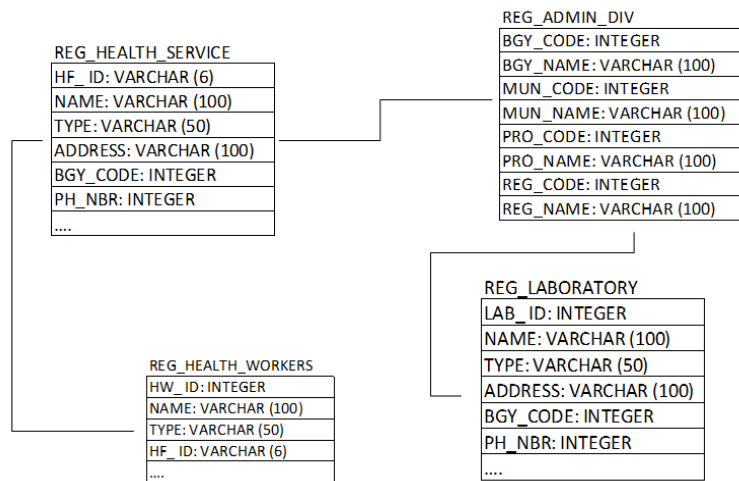 REG_HEALTH_SERVICE
HF_ ID: VARCHAR (6)
NAME: VARCHAR (100)
TYPE: VARCHAR (50)
ADDRESS: VARCHAR (100)
BGY_CODE: INTEGER
PH_NBR: INTEGER
....
REG_ADMIN_DIV
BGY_CODE: INTEGER
BGY_NAME: VARCHAR (100)
MUN_CODE: INTEGER
MUN_NAME: VARCHAR (100)
PRO_CODE: INTEGER
PRO_NAME: VARCHAR (100)
REG_CODE: INTEGER
REG_NAME: VARCHAR (100)
REG_HEALTH_WORKERS
HW_ID: INTEGER
NAME: VARCHAR (100)
TYPE: VARCHAR (50)
HF_ ID: VARCHAR (6)
....
REG_LABORATORY
LAB_ ID: INTEGER
NAME: VARCHAR (100)
TYPE: VARCHAR (50)
ADDRESS: VARCHAR (100)
BGY_CODE: INTEGER
PH_NBR: INTEGER
....